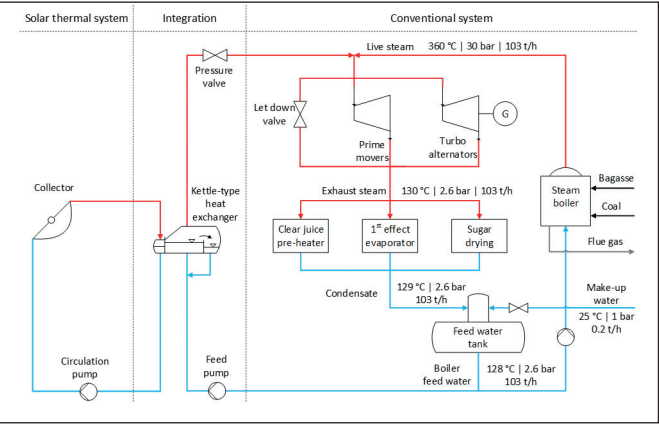 Solar thermal system
Integration
Conventional system
Live steam
360 °C | 30 bar | 103 t/h
Pressure
valve
Let down
valve
G
Prime
movers
Turbo
alternators
Collector
Kettle-type
heat
exchanger
Exhaust steam
130 °C | 2.6 bar | 103 t/h
Steam
boiler
Bagasse
Coal
Flue gas
Clear juice
pre-heater
1st effect
evaporator
Sugar
drying
Condensate
129 °C | 2.6 bar
103 t/h
Make-up
water
25 °C | 1 bar
0.2 t/h
Feed water
tank
Circulation
pump
Feed
pump
Boiler
feed water
128 °C | 2.6 bar
103 t/h